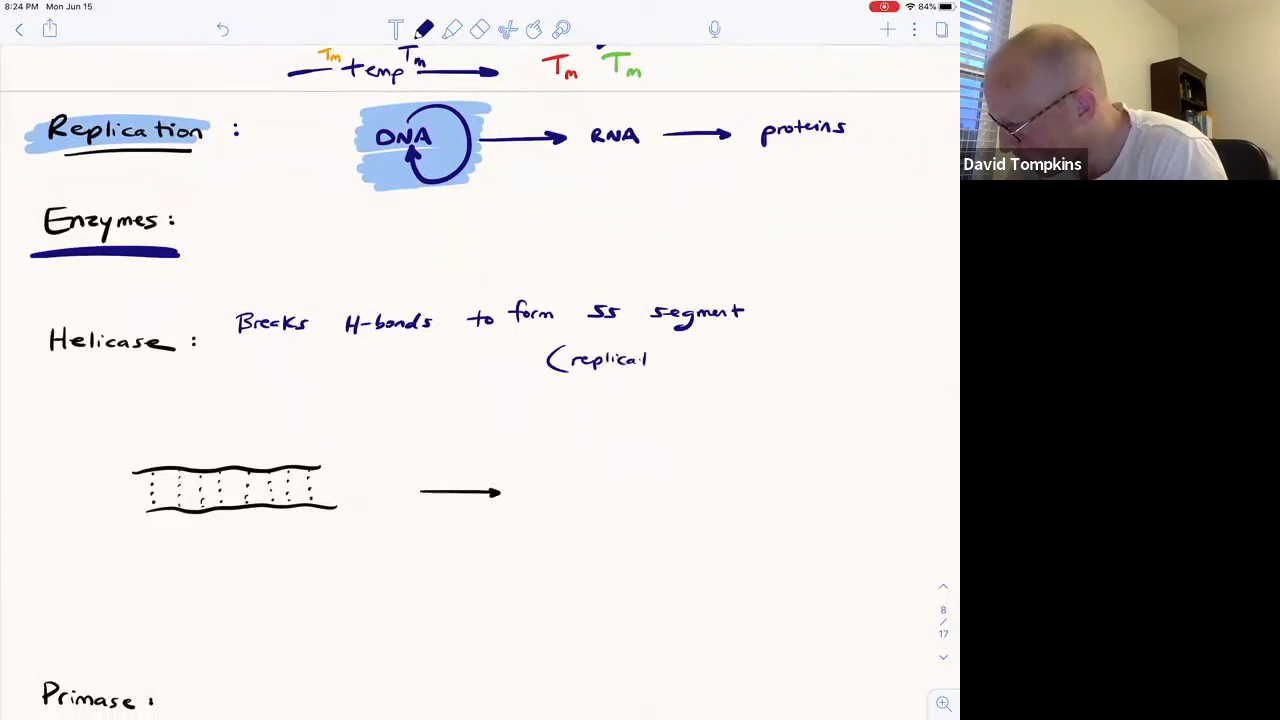 8:24 PM Mon Jun 15
84%
Tm Tm
temp Tm Tm
Replication : DNA RNA proteins
Enzymes :
Helicase : Breaks H-bonds to form ss segment
(replicat
Primase :
8
/
17
David Tompkins